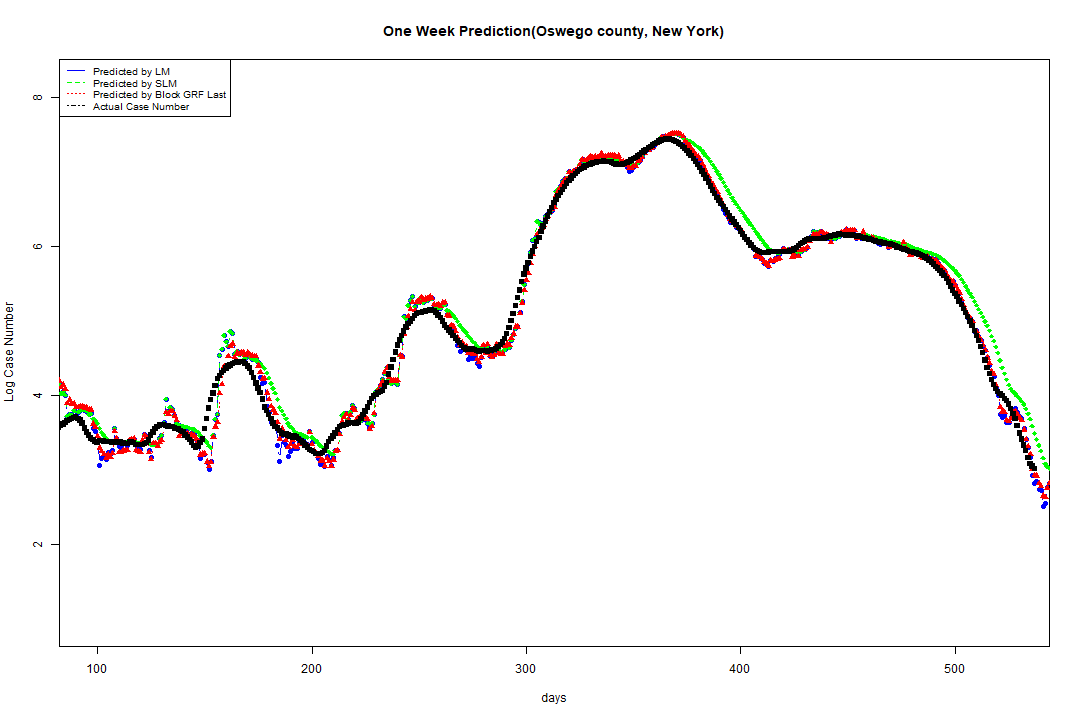 One Week Prediction(Oswego county, New York)
Predicted by LM
Predicted by SLM
Predicted by Block GRF Last
Actual Case Number
8
6
4
2
Log Case Number
100 200 300 400 500
days